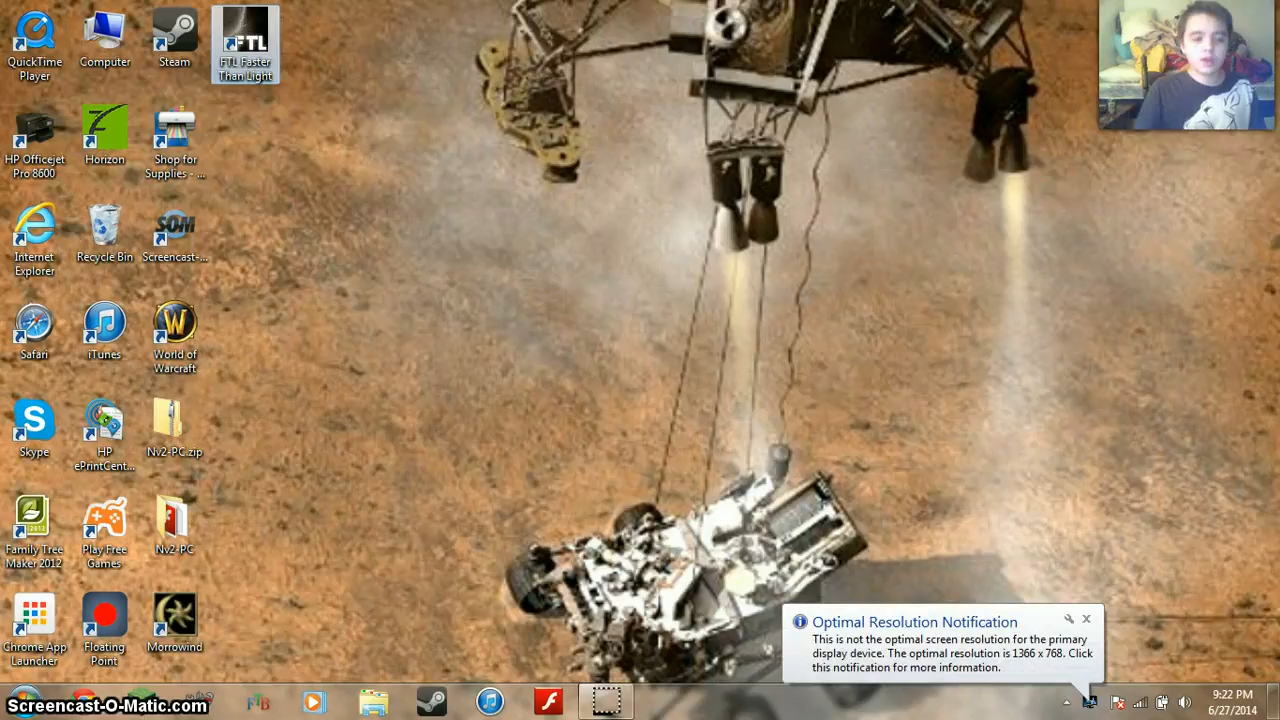 QuickTime
Player
Computer
Steam
FTL
FTL Faster
Than Light
HP Officejet
Pro 8600
Horizon
Shop for
Supplies - ...
Internet
Explorer
Recycle Bin
SOM
Screencast-...
Safari
iTunes
World of
Warcraft
Skype
HP
ePrintCent...
Nv2-PC.zip
2012
Family Tree
Maker 2012
Play Free
Games
Nv2-PC
Chrome App
Launcher
Floating
Point
Morrowind
Optimal Resolution Notification
This is not the optimal screen resolution for the primary
display device. The optimal resolution is 1366 x 768. Click
this notification for more information.
FTB
9:22 PM
6/27/2014
Screencast-O-Matic.com